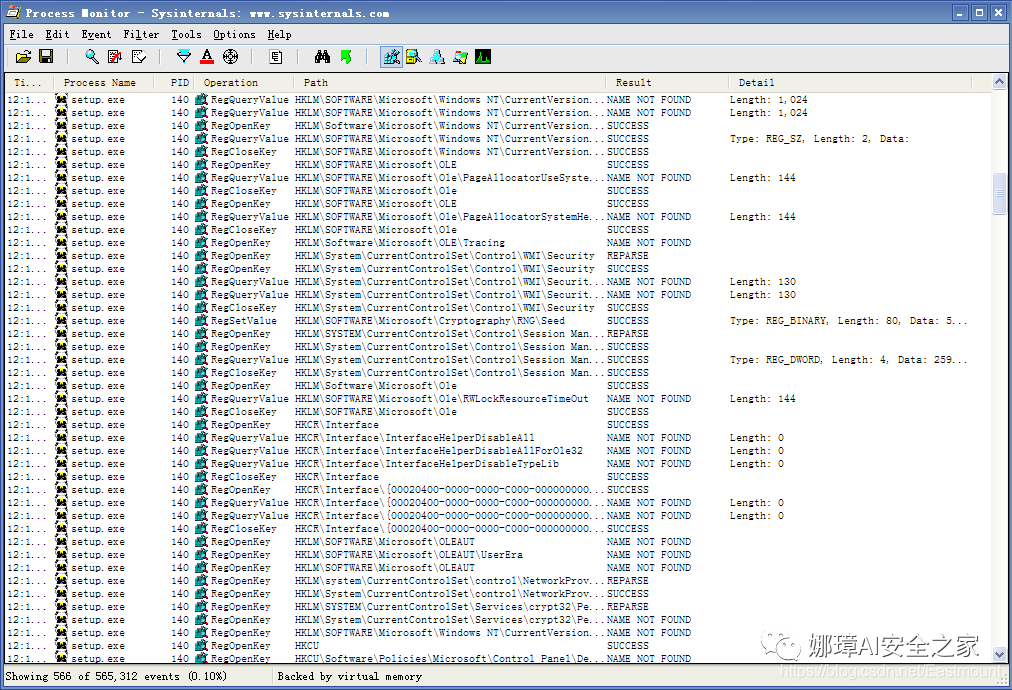 Process Monitor - Sysinternals: www.sysinternals.com
File Edit Event Filter Tools Options Help
Ti... Process Name PID Operation Path Result Detail
12:1... setup.exe 140 RegQueryValue HKLM\SOFTWARE\Microsoft\Windows NT\CurrentVersion... NAME NOT FOUND Length: 1,024
12:1... setup.exe 140 RegQueryValue HKLM\SOFTWARE\Microsoft\Windows NT\CurrentVersion... NAME NOT FOUND Length: 1,024
12:1... setup.exe 140 RegOpenKey HKLM\Software\Microsoft\Windows NT\CurrentVersion... SUCCESS
12:1... setup.exe 140 RegQueryValue HKLM\SOFTWARE\Microsoft\Windows NT\CurrentVersion... SUCCESS Type: REG_SZ, Length: 2, Data:
12:1... setup.exe 140 RegCloseKey HKLM\SOFTWARE\Microsoft\Windows NT\CurrentVersion... SUCCESS
12:1... setup.exe 140 RegOpenKey HKLM\SOFTWARE\Microsoft\OLE SUCCESS
12:1... setup.exe 140 RegQueryValue HKLM\SOFTWARE\Microsoft\Ole\PageAllocatorUseSyste... NAME NOT FOUND Length: 144
12:1... setup.exe 140 RegCloseKey HKLM\SOFTWARE\Microsoft\Ole SUCCESS
12:1... setup.exe 140 RegOpenKey HKLM\SOFTWARE\Microsoft\OLE SUCCESS
12:1... setup.exe 140 RegQueryValue HKLM\SOFTWARE\Microsoft\Ole\PageAllocatorSystemHe... NAME NOT FOUND Length: 144
12:1... setup.exe 140 RegCloseKey HKLM\SOFTWARE\Microsoft\Ole SUCCESS
12:1... setup.exe 140 RegOpenKey HKLM\Software\Microsoft\OLE\Tracing NAME NOT FOUND
12:1... setup.exe 140 RegOpenKey HKLM\System\CurrentControlSet\Control\WMI\Security REPARSE
12:1... setup.exe 140 RegOpenKey HKLM\System\CurrentControlSet\Control\WMI\Security SUCCESS
12:1... setup.exe 140 RegQueryValue HKLM\System\CurrentControlSet\Control\WMI\Securit... NAME NOT FOUND Length: 130
12:1... setup.exe 140 RegQueryValue HKLM\System\CurrentControlSet\Control\WMI\Securit... NAME NOT FOUND Length: 130
12:1... setup.exe 140 RegCloseKey HKLM\System\CurrentControlSet\Control\WMI\Security SUCCESS
12:1... setup.exe 140 RegSetValue HKLM\SOFTWARE\Microsoft\Cryptography\RNG\Seed SUCCESS Type: REG_BINARY, Length: 80, Data: 5...
12:1... setup.exe 140 RegOpenKey HKLM\SYSTEM\CurrentControlSet\Control\Session Man... REPARSE
12:1... setup.exe 140 RegOpenKey HKLM\System\CurrentControlSet\Control\Session Man... SUCCESS
12:1... setup.exe 140 RegQueryValue HKLM\System\CurrentControlSet\Control\Session Man... SUCCESS Type: REG_DWORD, Length: 4, Data: 259...
12:1... setup.exe 140 RegCloseKey HKLM\System\CurrentControlSet\Control\Session Man... SUCCESS
12:1... setup.exe 140 RegOpenKey HKLM\Software\Microsoft\Ole SUCCESS
12:1... setup.exe 140 RegQueryValue HKLM\SOFTWARE\Microsoft\Ole\RWLockResourceTimeOut NAME NOT FOUND Length: 144
12:1... setup.exe 140 RegCloseKey HKLM\SOFTWARE\Microsoft\Ole SUCCESS
12:1... setup.exe 140 RegOpenKey HKCR\Interface SUCCESS
12:1... setup.exe 140 RegQueryValue HKCR\Interface\InterfaceHelperDisableAll NAME NOT FOUND Length: 0
12:1... setup.exe 140 RegQueryValue HKCR\Interface\InterfaceHelperDisableAllForOle32 NAME NOT FOUND Length: 0
12:1... setup.exe 140 RegQueryValue HKCR\Interface\InterfaceHelperDisableTypeLib NAME NOT FOUND Length: 0
12:1... setup.exe 140 RegCloseKey HKCR\Interface SUCCESS
12:1... setup.exe 140 RegOpenKey HKCR\Interface\{00020400-0000-0000-C000-000000000... SUCCESS
12:1... setup.exe 140 RegQueryValue HKCR\Interface\{00020400-0000-0000-C000-000000000... NAME NOT FOUND Length: 0
12:1... setup.exe 140 RegQueryValue HKCR\Interface\{00020400-0000-0000-C000-000000000... NAME NOT FOUND Length: 0
12:1... setup.exe 140 RegCloseKey HKCR\Interface\{00020400-0000-0000-C000-000000000... SUCCESS
12:1... setup.exe 140 RegOpenKey HKLM\SOFTWARE\Microsoft\OLEAUT NAME NOT FOUND
12:1... setup.exe 140 RegOpenKey HKLM\SOFTWARE\Microsoft\OLEAUT\UserEra NAME NOT FOUND
12:1... setup.exe 140 RegOpenKey HKLM\SOFTWARE\Microsoft\OLEAUT NAME NOT FOUND
12:1... setup.exe 140 RegOpenKey HKLM\system\CurrentControlSet\control\NetworkProv... REPARSE
12:1... setup.exe 140 RegOpenKey HKLM\System\CurrentControlSet\control\NetworkProv... SUCCESS
12:1... setup.exe 140 RegOpenKey HKLM\SYSTEM\CurrentControlSet\Services\crypt32\Pe... REPARSE
12:1... setup.exe 140 RegOpenKey HKLM\System\CurrentControlSet\Services\crypt32\Pe... NAME NOT FOUND
12:1... setup.exe 140 RegOpenKey HKLM\SOFTWARE\Microsoft\Windows NT\CurrentVersion... NAME NOT FOUND
12:1... setup.exe 140 RegOpenKey HKCU SUCCESS
12:1... setup.exe 140 RegOpenKey HKCU\Software\Policies\Microsoft\Control Panel\De... NAME NOT FOUND
娜璋AI安全之家
https://blog.csdn.net/Eastmount
Showing 566 of 565,312 events (0.10%) Backed by virtual memory